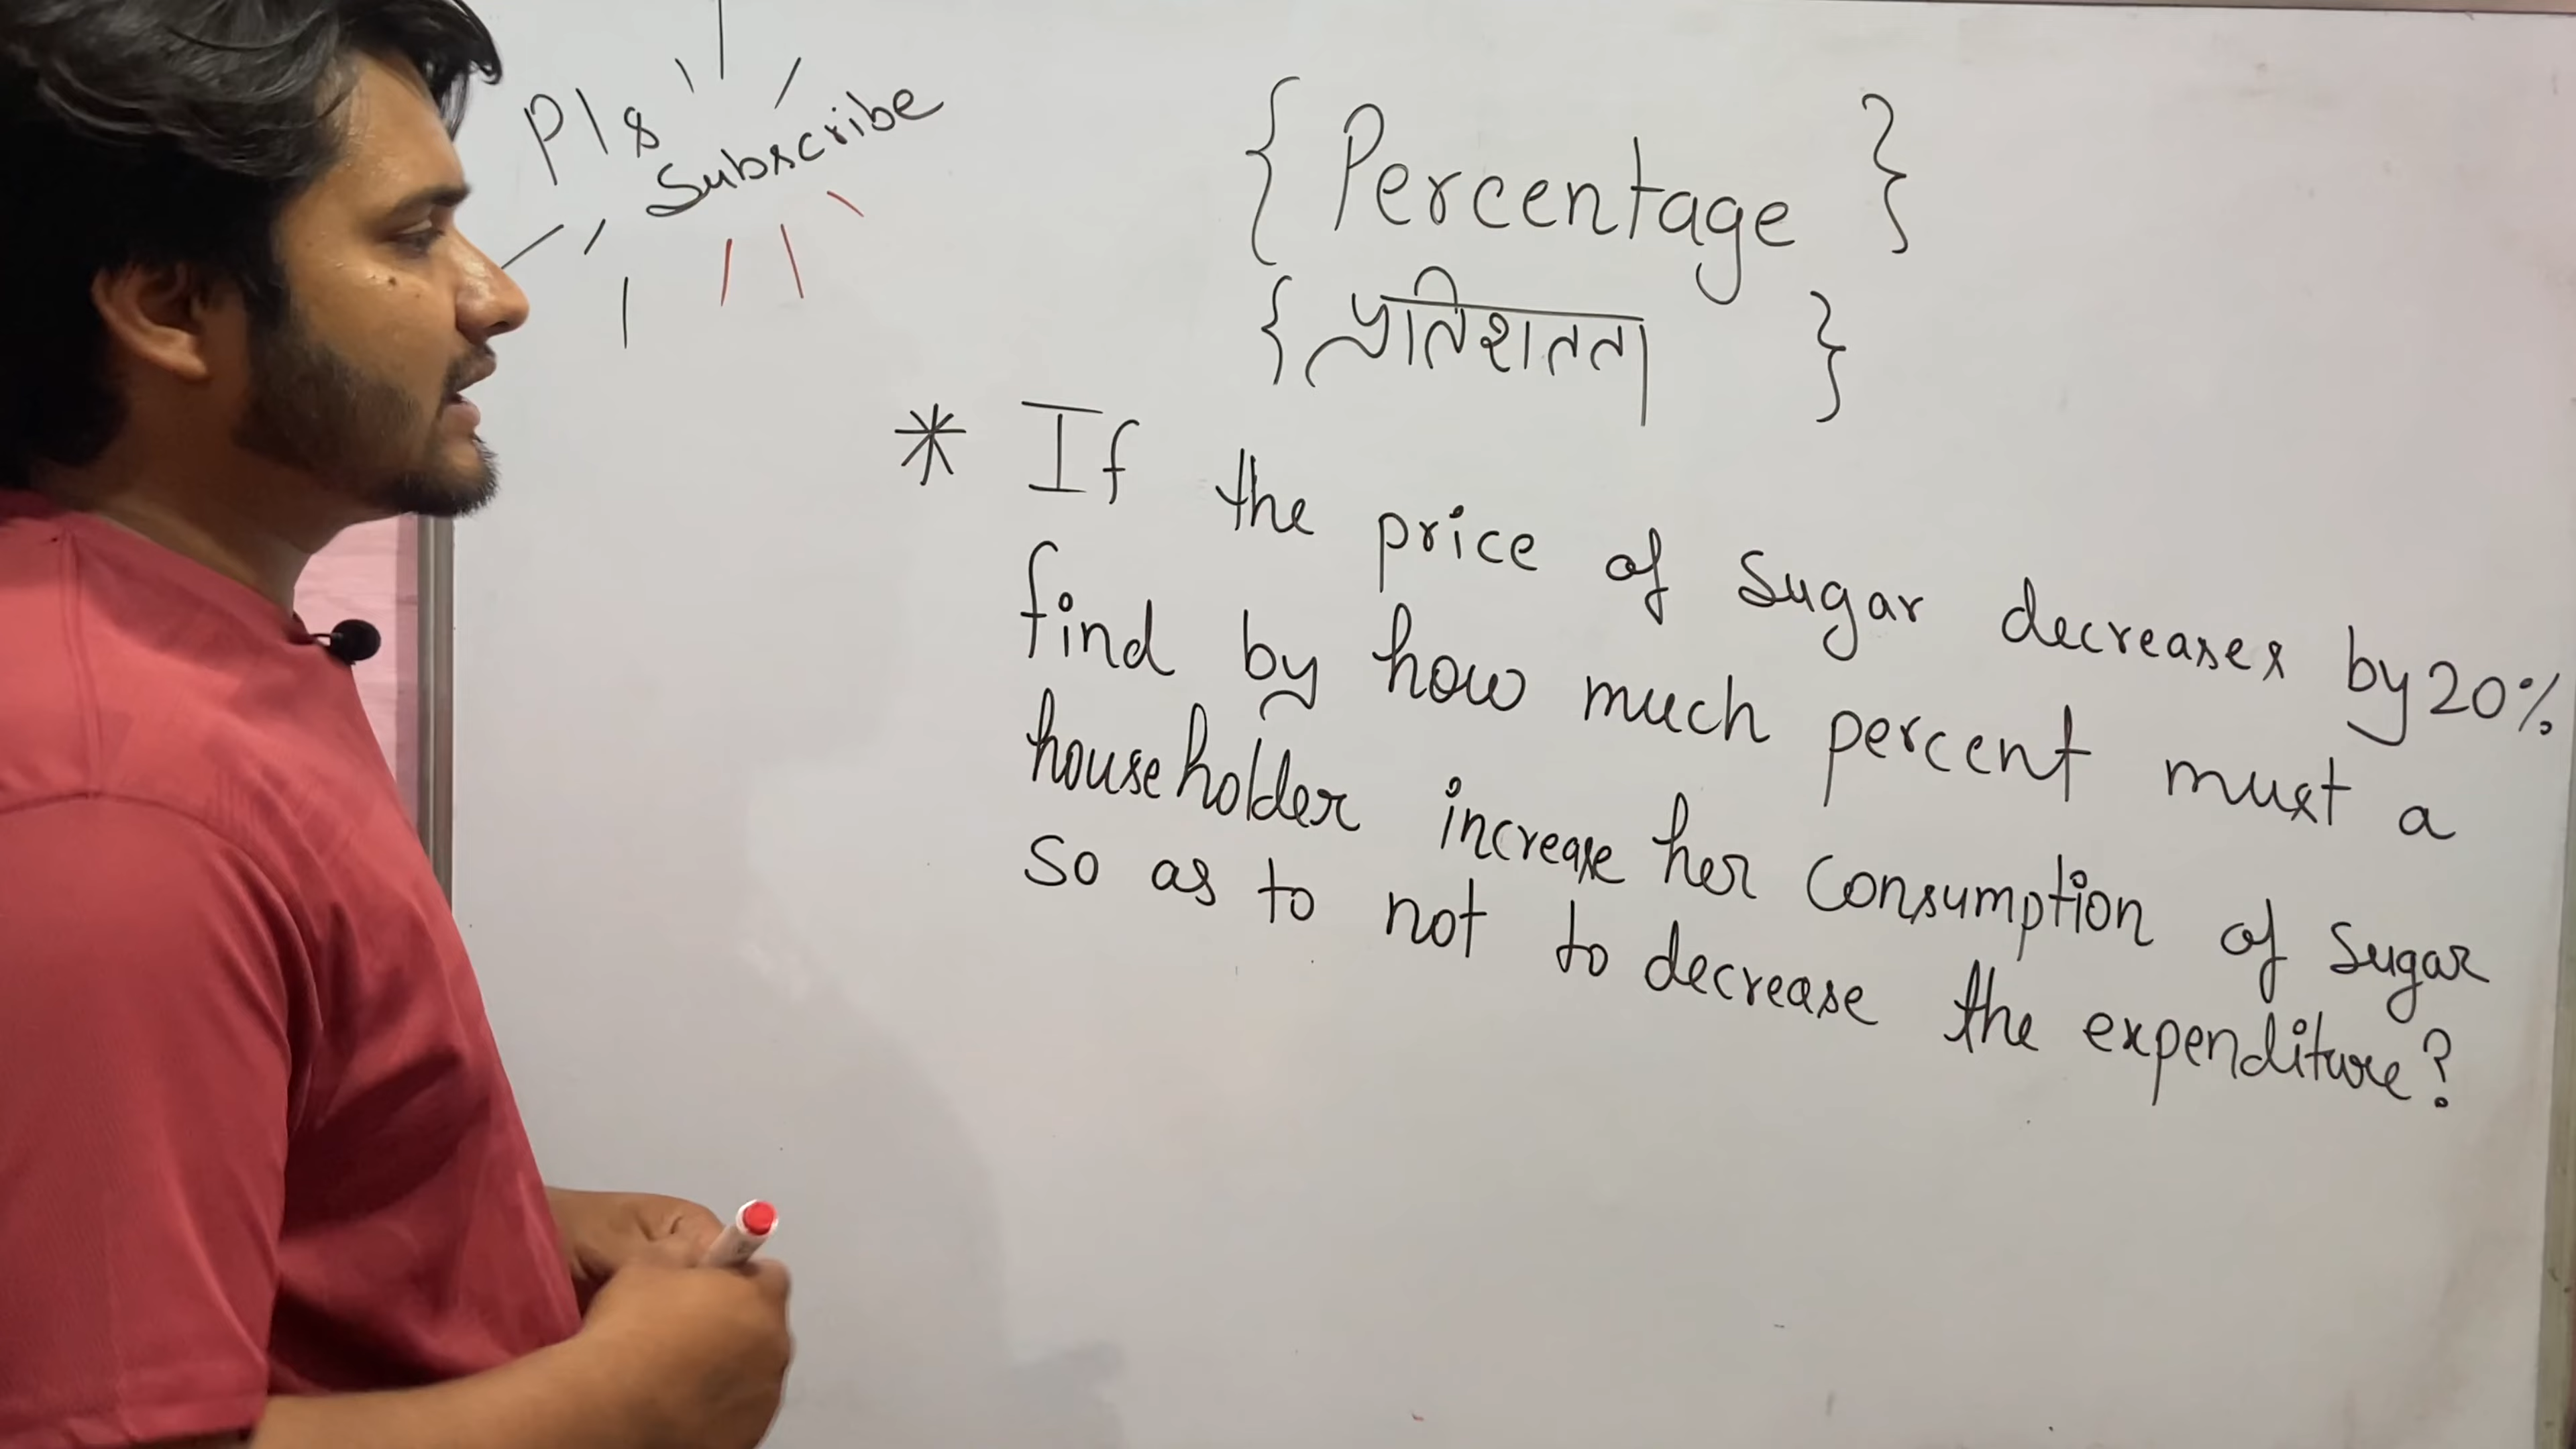 Pls
Subscribe
{ Percentage }
{ प्रतिशतता }
* If the price of Sugar decreases by 20%
find by how much percent must a
householder increase her Consumption of Sugar
So as to not to decrease the expenditure?